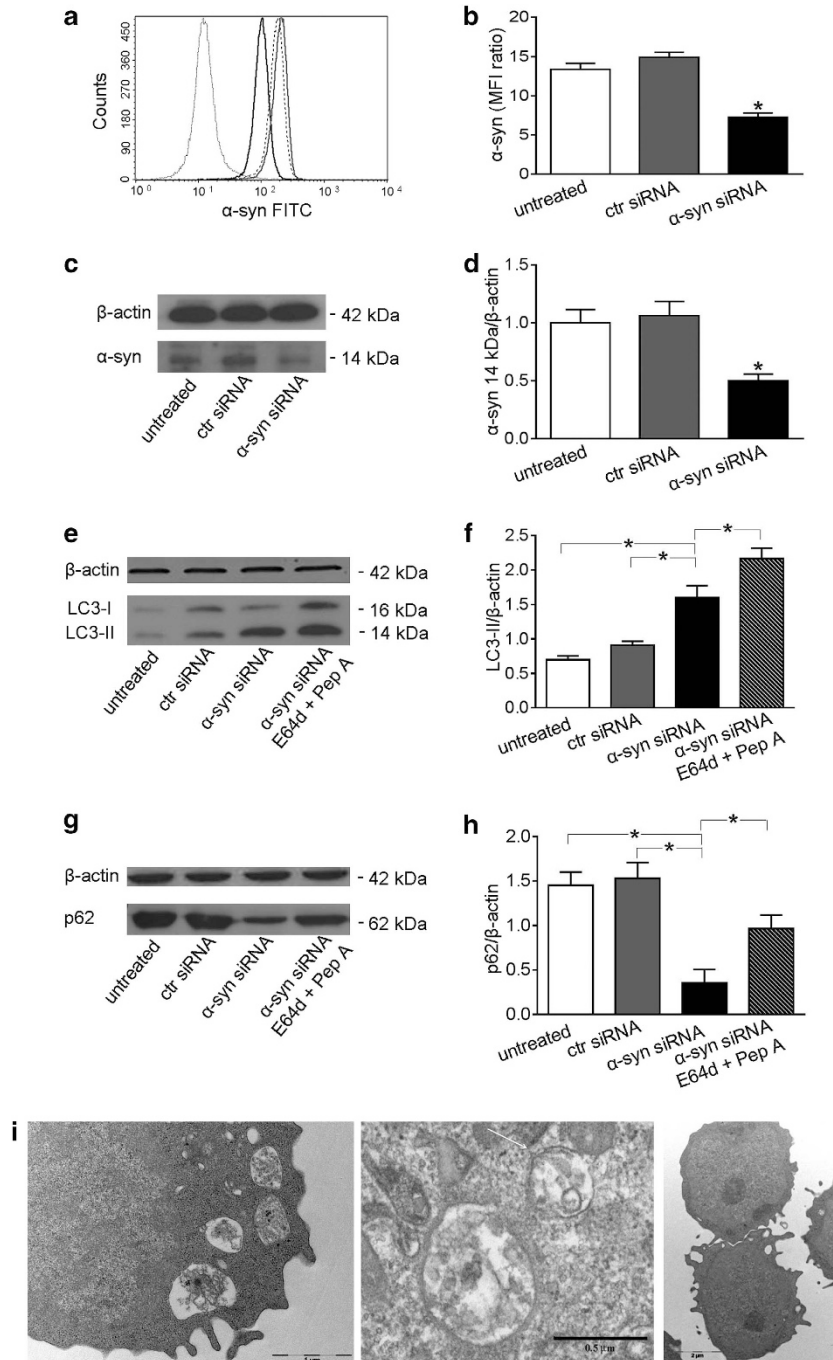 a
Counts
450
360
270
180
90
0
10⁰ 10¹ 10² 10³ 10⁴
α-syn FITC
b
α-syn (MFI ratio)
20
15
10
5
0
*
untreated
ctr siRNA
α-syn siRNA
c
β-actin
- 42 kDa
α-syn
- 14 kDa
untreated
ctr siRNA
α-syn siRNA
d
α-syn 14 kDa/β-actin
1.5
1.0
0.5
0.0
*
untreated
ctr siRNA
α-syn siRNA
e
β-actin
- 42 kDa
LC3-I
- 16 kDa
LC3-II
- 14 kDa
untreated
ctr siRNA
α-syn siRNA
α-syn siRNA
E64d + Pep A
f
LC3-II/β-actin
2.5
2.0
1.5
1.0
0.5
0.0
*
*
*
untreated
ctr siRNA
α-syn siRNA
α-syn siRNA
E64d + Pep A
g
β-actin
- 42 kDa
p62
- 62 kDa
untreated
ctr siRNA
α-syn siRNA
α-syn siRNA
E64d + Pep A
h
p62/β-actin
2.0
1.5
1.0
0.5
0.0
*
*
*
untreated
ctr siRNA
α-syn siRNA
α-syn siRNA
E64d + Pep A
i
0.5 µm
2 µm